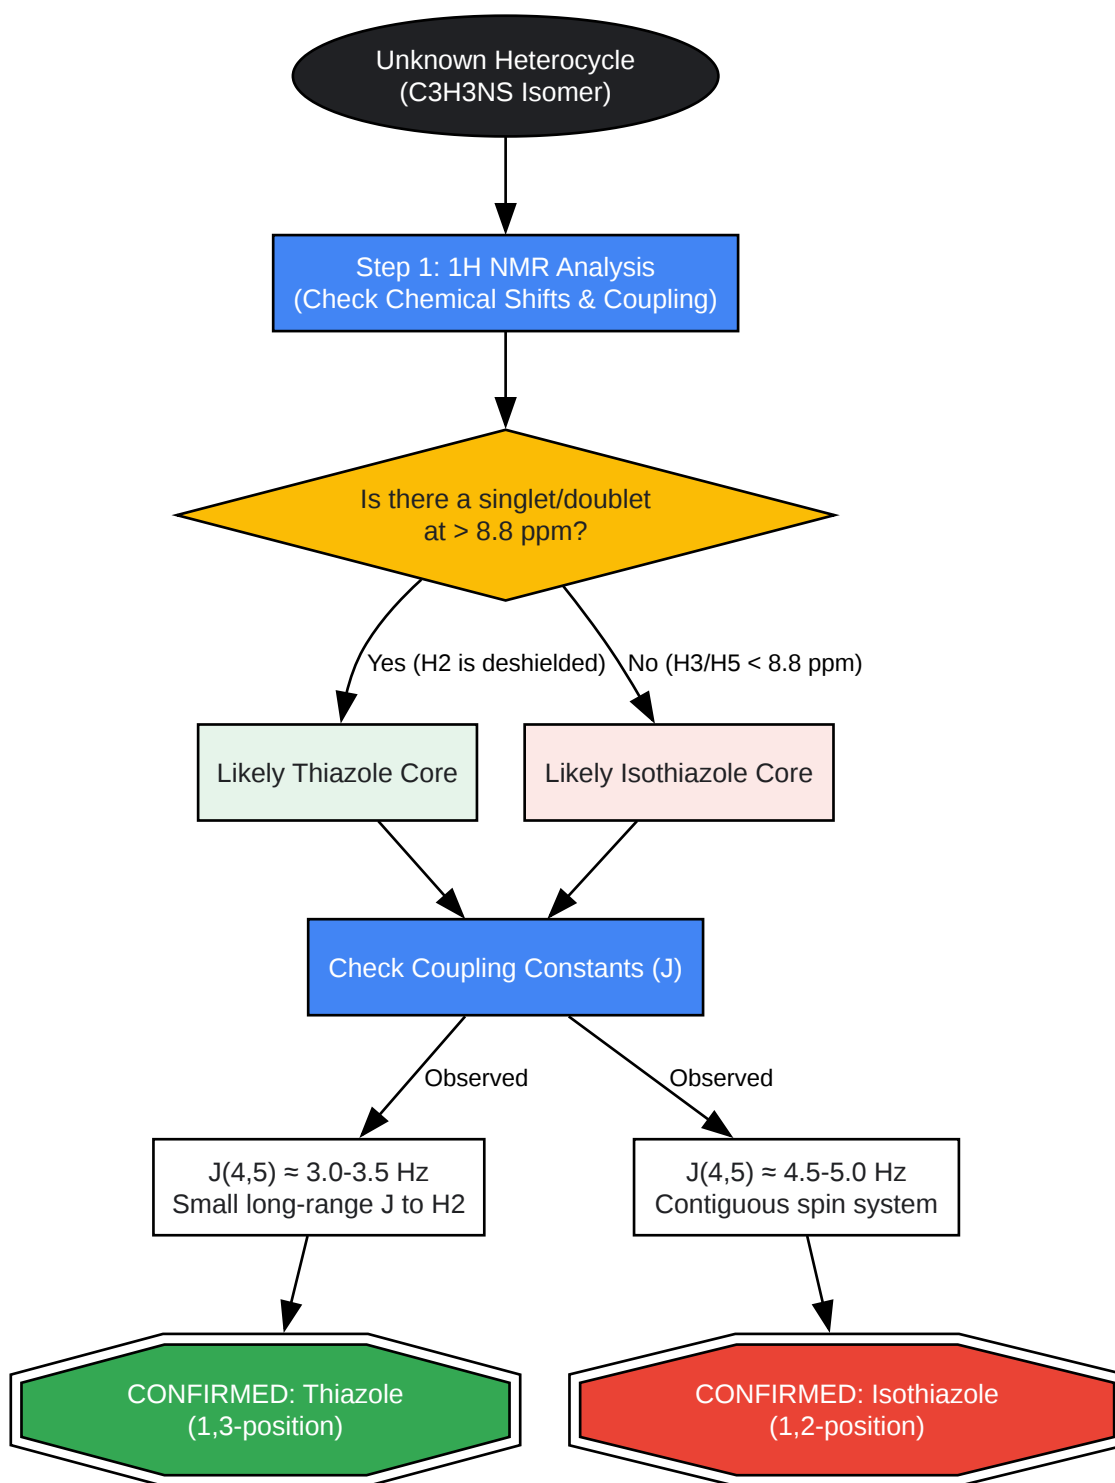 Unknown Heterocycle
(C3H3NS Isomer)
Step 1: 1H NMR Analysis
(Check Chemical Shifts & Coupling)
Is there a singlet/doublet
at > 8.8 ppm?
Yes (H2 is deshielded)
No (H3/H5 < 8.8 ppm)
Likely Thiazole Core
Likely Isothiazole Core
Check Coupling Constants (J)
Observed
Observed
J(4,5) ≈ 3.0-3.5 Hz
Small long-range J to H2
J(4,5) ≈ 4.5-5.0 Hz
Contiguous spin system
CONFIRMED: Thiazole
(1,3-position)
CONFIRMED: Isothiazole
(1,2-position)